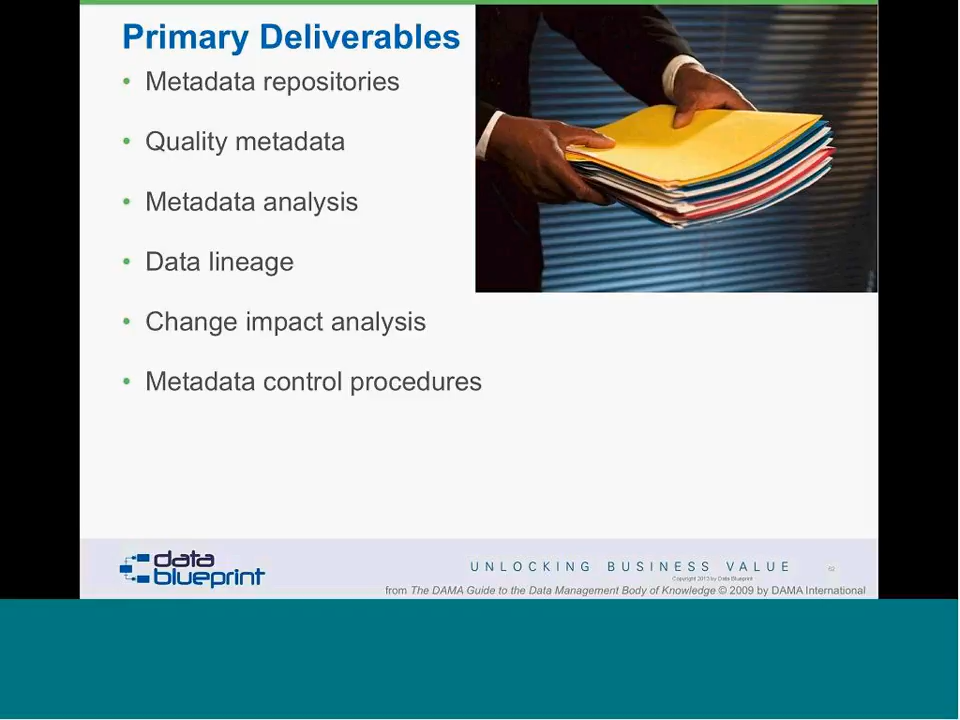 Primary Deliverables
• Metadata repositories
• Quality metadata
• Metadata analysis
• Data lineage
• Change impact analysis
• Metadata control procedures
data
blueprint
UNLOCKING BUSINESS VALUE
Copyright 2013 by Data Blueprint
from The DAMA Guide to the Data Management Body of Knowledge © 2009 by DAMA International